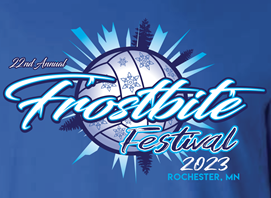 22nd Annual
Frostbite
Festival
2023
ROCHESTER, MN